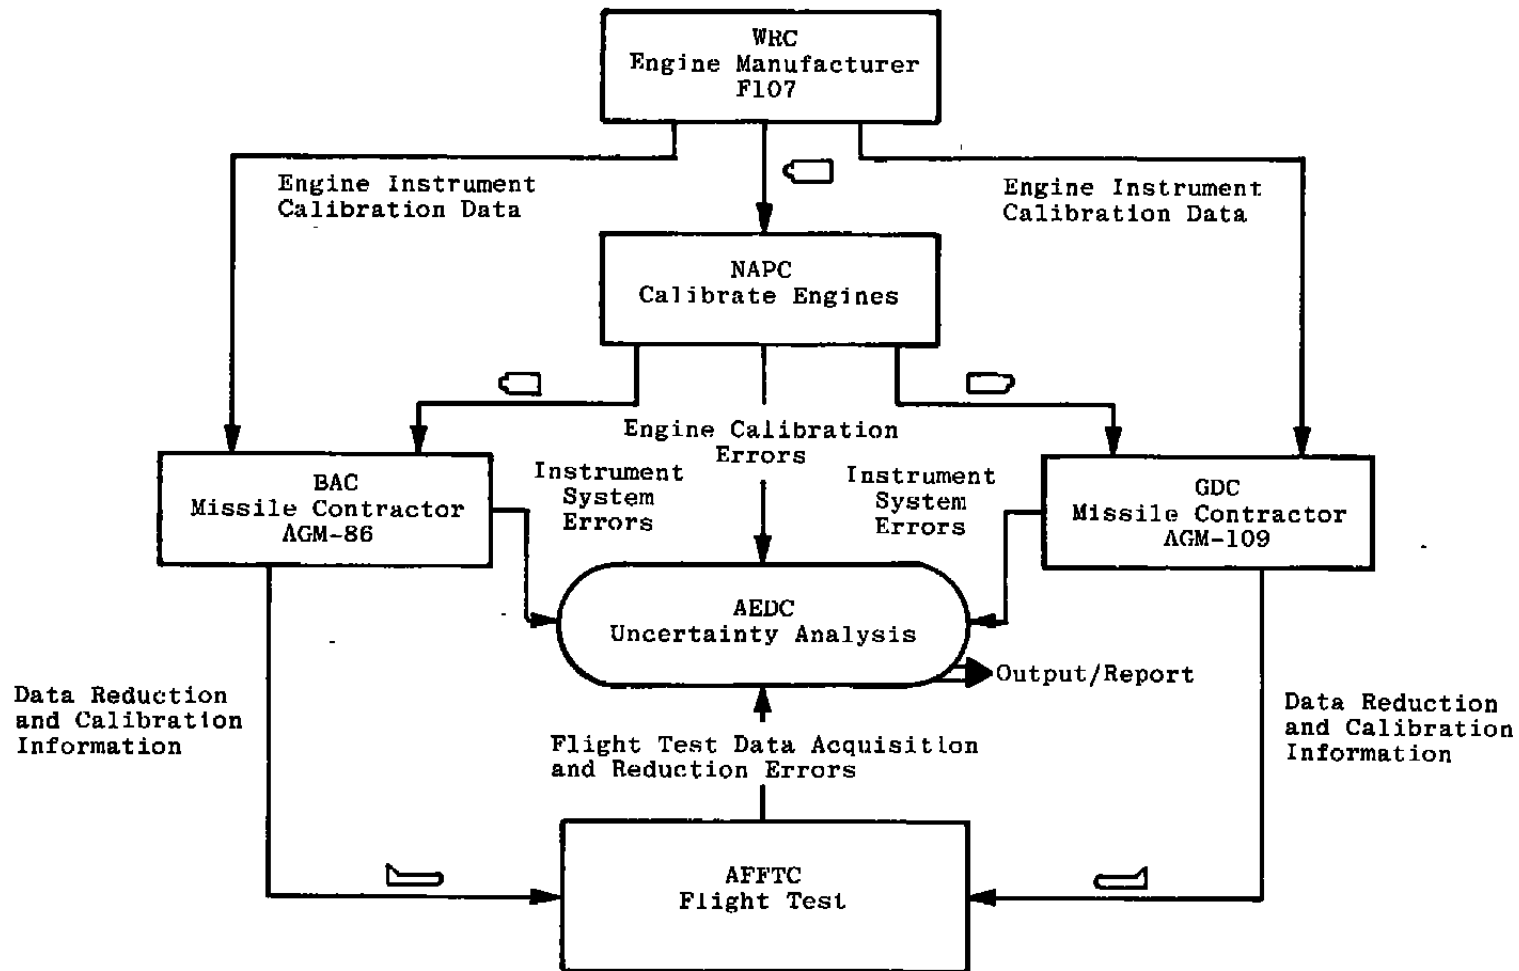 WRC
Engine Manufacturer
F107
Engine Instrument
Calibration Data
Engine Instrument
Calibration Data
NAPC
Calibrate Engines
Engine Calibration
Errors
BAC
Missile Contractor
AGM-86
Instrument
System
Errors
Instrument
System
Errors
GDC
Missile Contractor
AGM-109
AEDC
Uncertainty Analysis
Output/Report
Data Reduction
and Calibration
Information
Data Reduction
and Calibration
Information
Flight Test Data Acquisition
and Reduction Errors
AFFTC
Flight Test